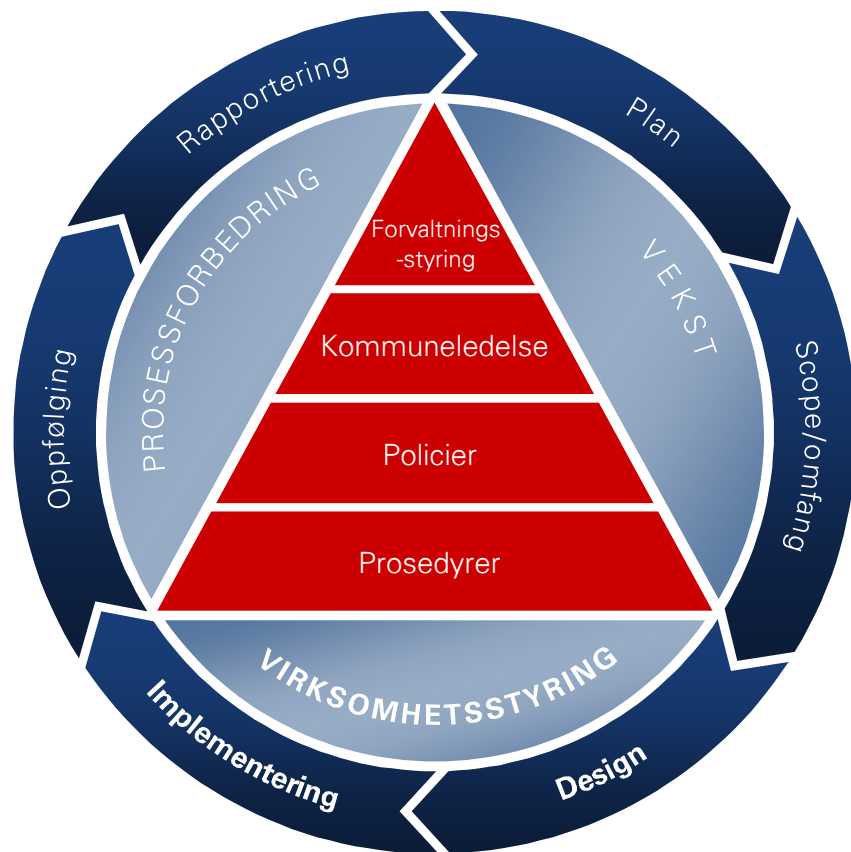 Rapportering
Plan
Scope/omfang
Design
Implementering
Oppfølging
PROSESSFORBEDRING
VEKST
VIRKSOMHETSSTYRING
Forvaltnings
-styring
Kommuneledelse
Policier
Prosedyrer